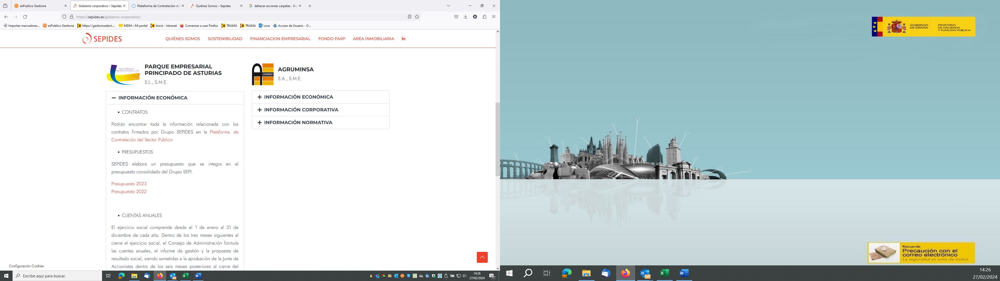 esPublico Gestiona
Gobierno corporativo – Sepides
Plataforma de Contratación del
Quiénes Somos – Sepides
dehacer acciones carpetas - Bus
https://sepides.es/gobierno-corporativo/
Importar marcadores...
esPublico Gestiona
https://gestionsedect....
MDM :: Mi portal
Inicio - Intranet
Comenzar a usar Firefox
TRAMA
TRAMA
owa
Acceso de Usuario - O...
SEPIDES
QUIÉNES SOMOS
SOSTENIBILIDAD
FINANCIACION EMPRESARIAL
FONDO FAIIP
AREA INMOBILIARIA
in
PARQUE EMPRESARIAL
PRINCIPADO DE ASTURIAS
S.L., S.M.E.
AGRUMINSA
S.A., S.M.E.
GRUMINSA
INFORMACIÓN ECONÓMICA
CONTRATOS
Podrán encontrar toda la información relacionada con los
contratos firmados por Grupo SEPIDES en la Plataforma de
Contratación del Sector Público
PRESUPUESTOS
SEPIDES elabora un presupuesto que se integra en el
presupuesto consolidado del Grupo SEPI.
Presupuesto 2023
Presupuesto 2022
CUENTAS ANUALES
El ejercicio social comprende desde el 1 de enero al 31 de
diciembre de cada año. Dentro de los tres meses siguientes al
cierre el ejercicio social, el Consejo de Administración formula
las cuentas anuales, el informe de gestión y la propuesta de
resultado social, siendo sometidas a la aprobación de la Junta de
Accionistas dentro de los seis meses posteriores al cierre del
INFORMACIÓN ECONÓMICA
INFORMACIÓN CORPORATIVA
INFORMACIÓN NORMATIVA
Configuración Cookies
Escribe aquí para buscar.
14:26
27/02/2024
17
GOBIERNO
DE ESPAÑA
MINISTERIO
DE HACIENDA
Y FUNCIÓN PÚBLICA
Recuerde
Precaución con el
correo electrónico
La seguridad es cosa de todos
14:26
27/02/2024